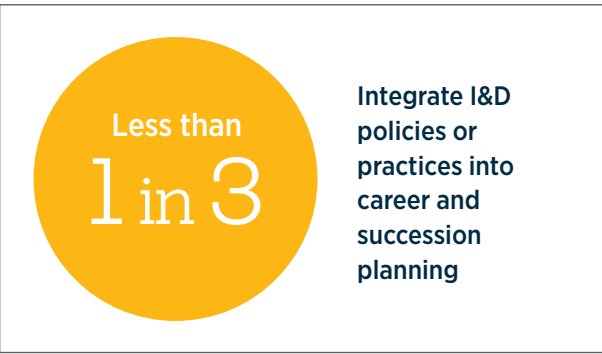 Less than
1 in 3
Integrate I&D
policies or
practices into
career and
succession
planning